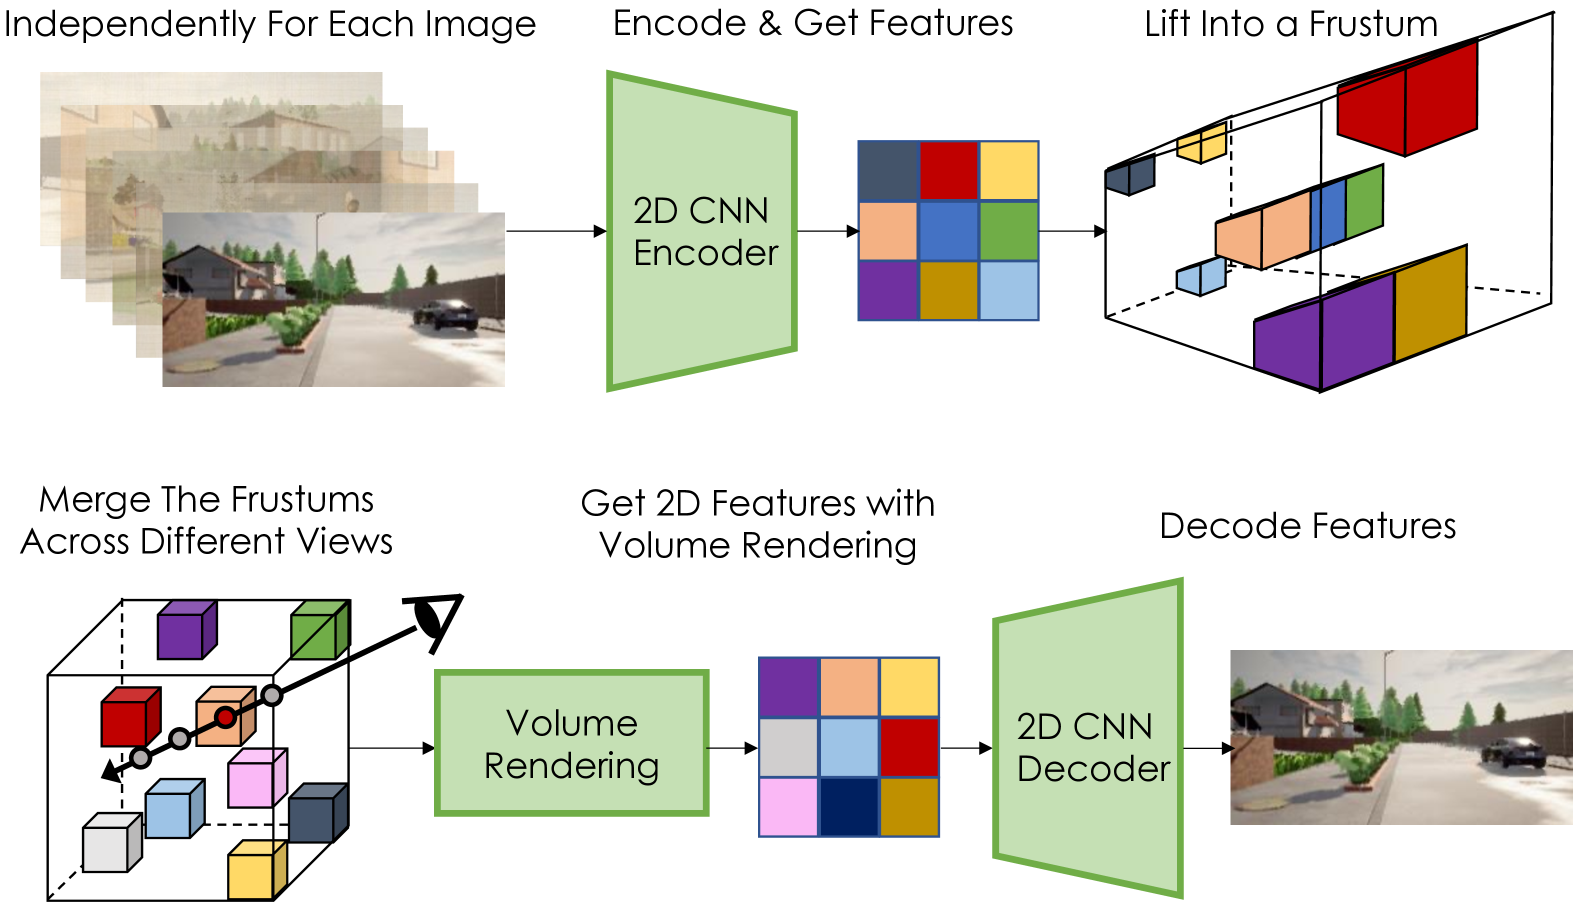 Independently For Each Image
Encode & Get Features
Lift Into a Frustum
2D CNN
Encoder
Merge The Frustums
Across Different Views
Get 2D Features with
Volume Rendering
Decode Features
Volume
Rendering
2D CNN
Decoder